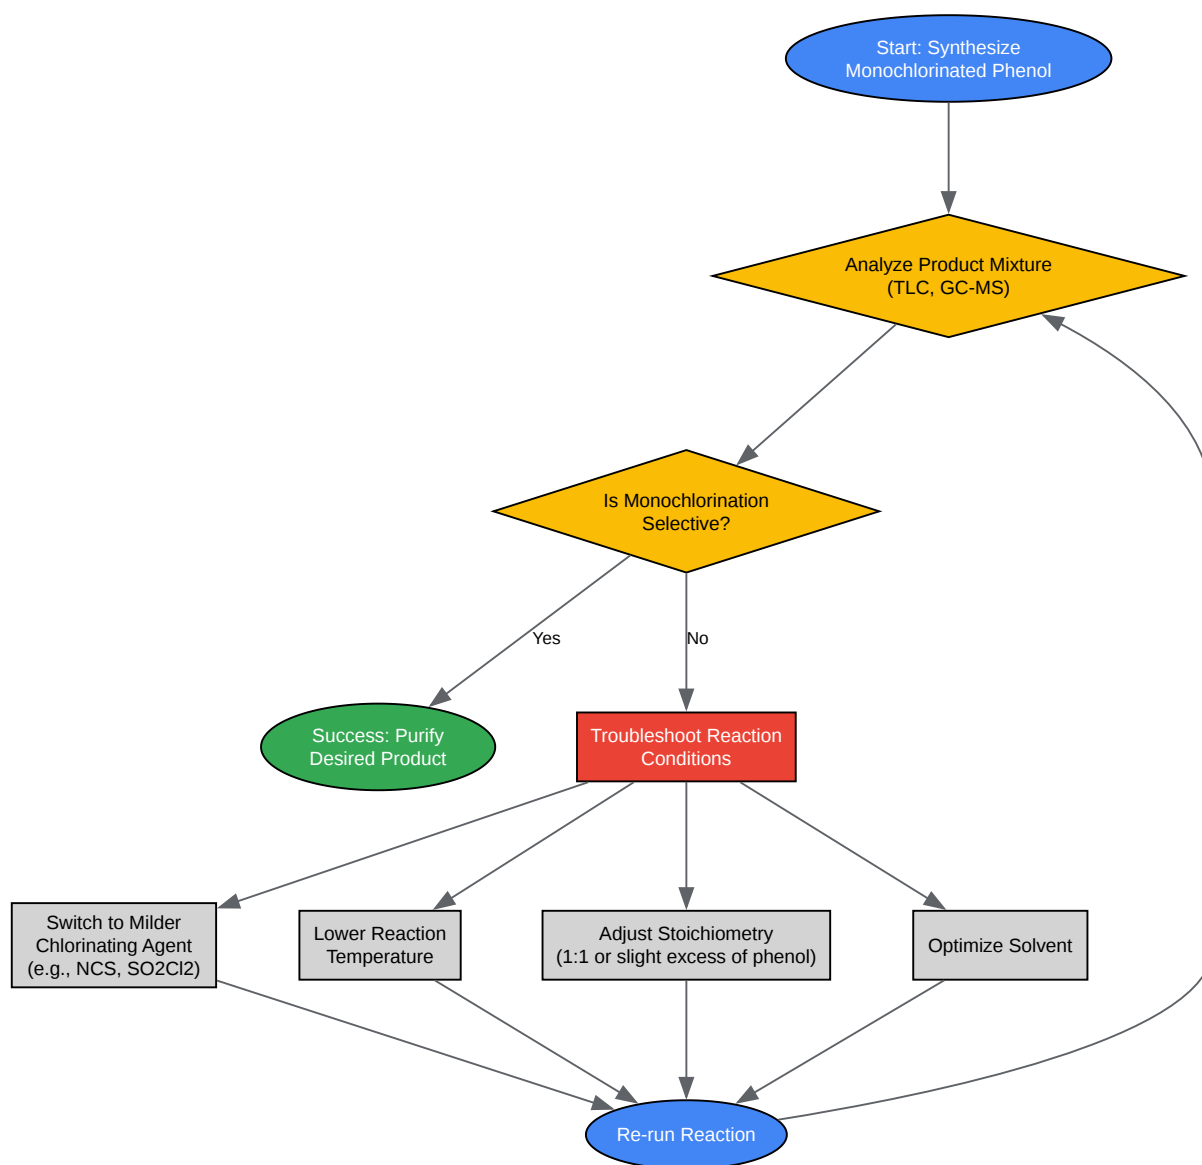 Start: Synthesize
Monochlorinated Phenol
Analyze Product Mixture
(TLC, GC-MS)
Is Monochlorination
Selective?
Yes
No
Success: Purify
Desired Product
Troubleshoot Reaction
Conditions
Switch to Milder
Chlorinating Agent
(e.g., NCS, SO2Cl2)
Lower Reaction
Temperature
Adjust Stoichiometry
(1:1 or slight excess of phenol)
Optimize Solvent
Re-run Reaction